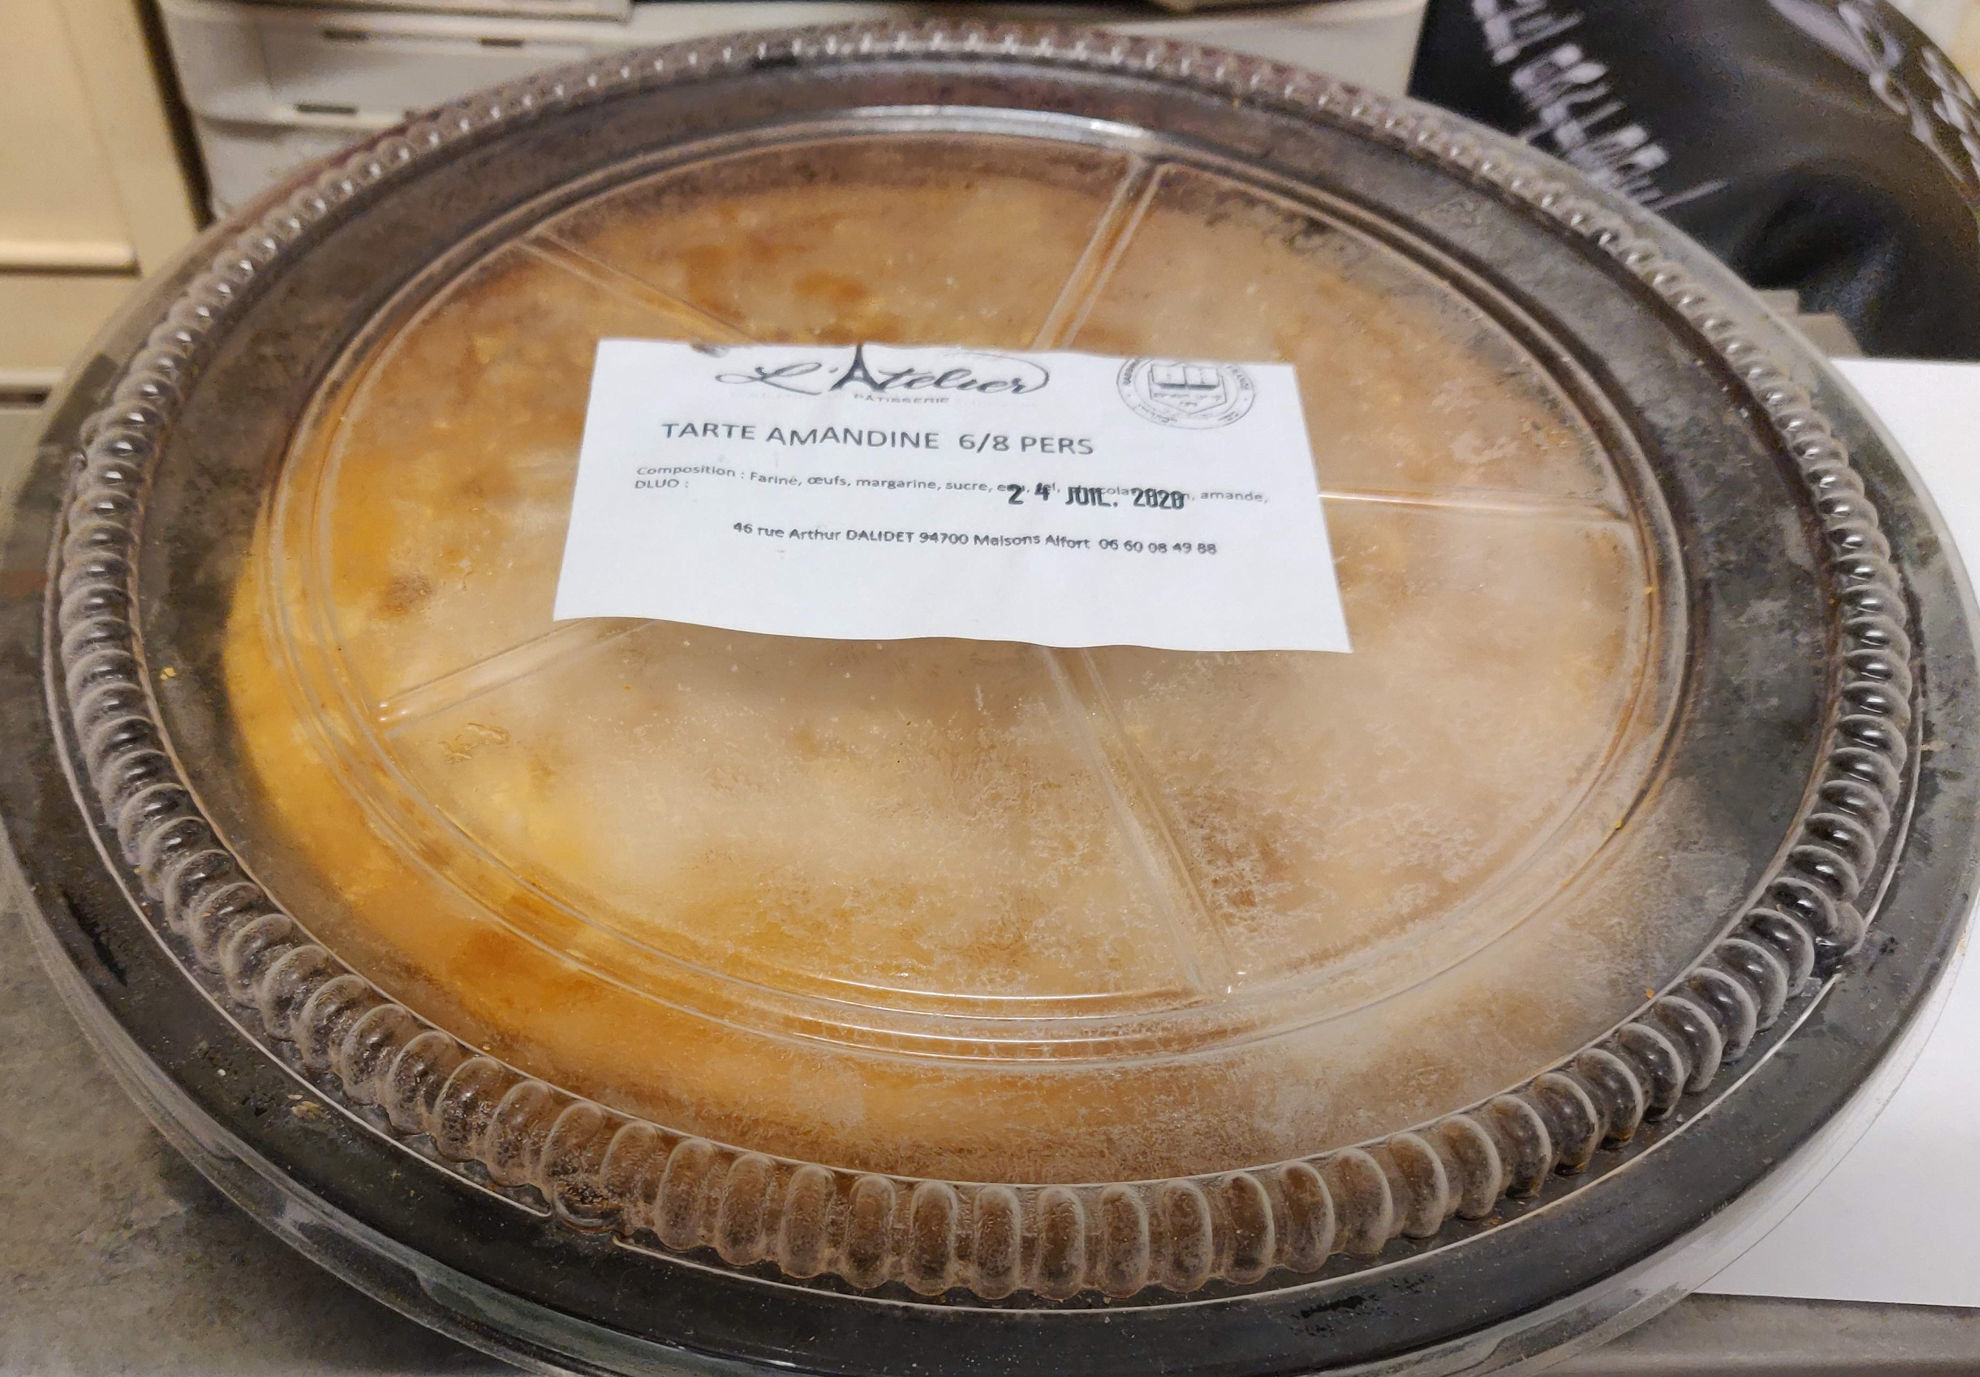 L'Atelier
PATISSERIE
TARTE AMANDINE 6/8 PERS
Composition : Farine, œufs, margarine, sucre, amande,
DLUO :
24 JUIL. 2020
46 rue Arthur DALIDET 94700 Maisons Alfort 06 60 08 49 88